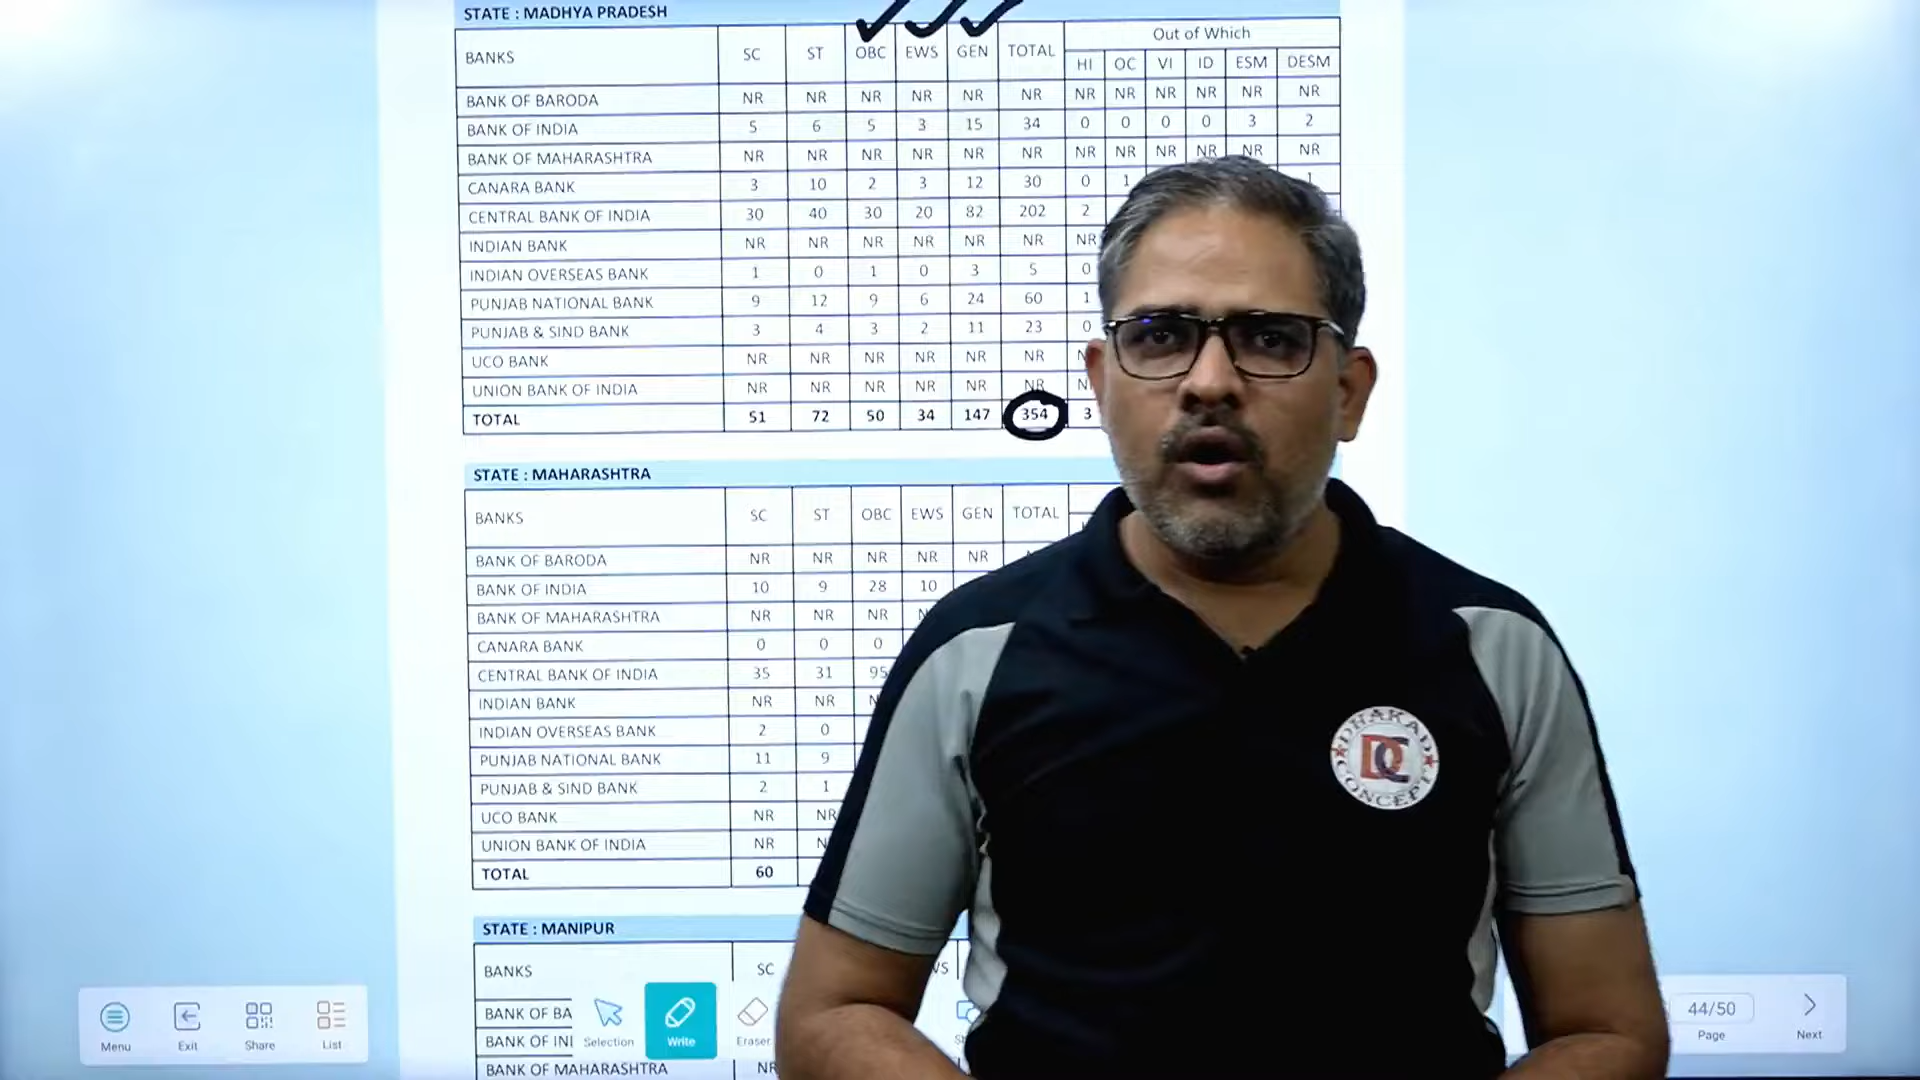 STATE : MADHYA PRADESH
BANKS SC ST OBC EWS GEN TOTAL Out of Which
HI OC VI ID ESM DESM
BANK OF BARODA NR NR NR NR NR NR NR NR NR NR NR NR
BANK OF INDIA 5 6 5 3 15 34 0 0 0 0 3 2
BANK OF MAHARASHTRA NR NR NR NR NR NR NR NR NR NR NR NR
CANARA BANK 3 10 2 3 12 30 0 1
CENTRAL BANK OF INDIA 30 40 30 20 82 202 2
INDIAN BANK NR NR NR NR NR NR NR
INDIAN OVERSEAS BANK 1 0 1 0 3 5 0
PUNJAB NATIONAL BANK 9 12 9 6 24 60 1
PUNJAB & SIND BANK 3 4 3 2 11 23 0
UCO BANK NR NR NR NR NR NR
UNION BANK OF INDIA NR NR NR NR NR NR
TOTAL 51 72 50 34 147 354 3
STATE : MAHARASHTRA
BANKS SC ST OBC EWS GEN TOTAL
BANK OF BARODA NR NR NR NR NR
BANK OF INDIA 10 9 28 10
BANK OF MAHARASHTRA NR NR NR
CANARA BANK 0 0 0
CENTRAL BANK OF INDIA 35 31 95
INDIAN BANK NR NR
INDIAN OVERSEAS BANK 2 0
PUNJAB NATIONAL BANK 11 9
PUNJAB & SIND BANK 2 1
UCO BANK NR NR
UNION BANK OF INDIA NR
TOTAL 60
STATE : MANIPUR
BANKS SC
BANK OF BA
BANK OF INI
BANK OF MAHARASHTRA NR
DHAKAD
DC
CONCEPT
Menu Exit Share List Selection Write Eraser
44/50
Page Next